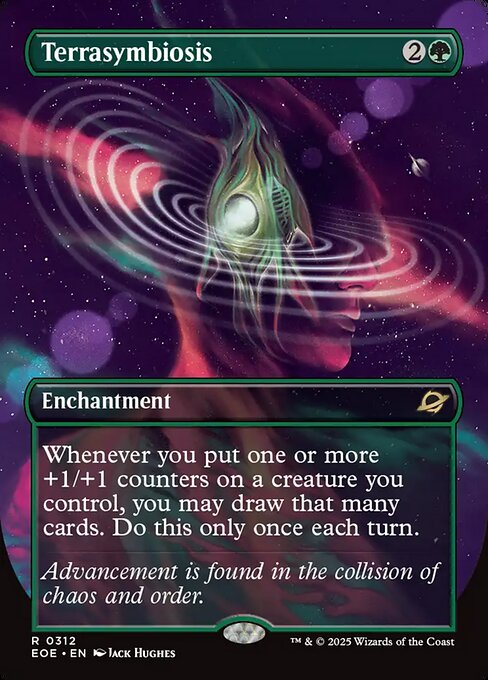 Terrasymbiosis 2
Enchantment
Whenever you put one or more
+1/+1 counters on a creature you
control, you may draw that many
cards. Do this only once each turn.
Advancement is found in the collision of
chaos and order.
R 0312
EOE • EN Jack Hughes
™ & © 2025 Wizards of the Coast